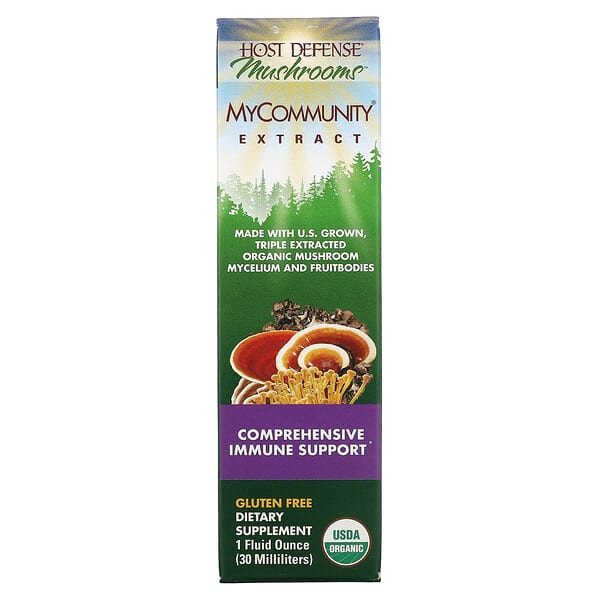 HOST DEFENSE®
Mushrooms™
MYCOMMUNITY®
EXTRACT
MADE WITH U.S. GROWN,
TRIPLE EXTRACTED
ORGANIC MUSHROOM
MYCELIUM AND FRUITBODIES
COMPREHENSIVE
IMMUNE SUPPORT*
GLUTEN FREE
DIETARY
SUPPLEMENT
1 Fluid Ounce
(30 Milliliters)
USDA
ORGANIC